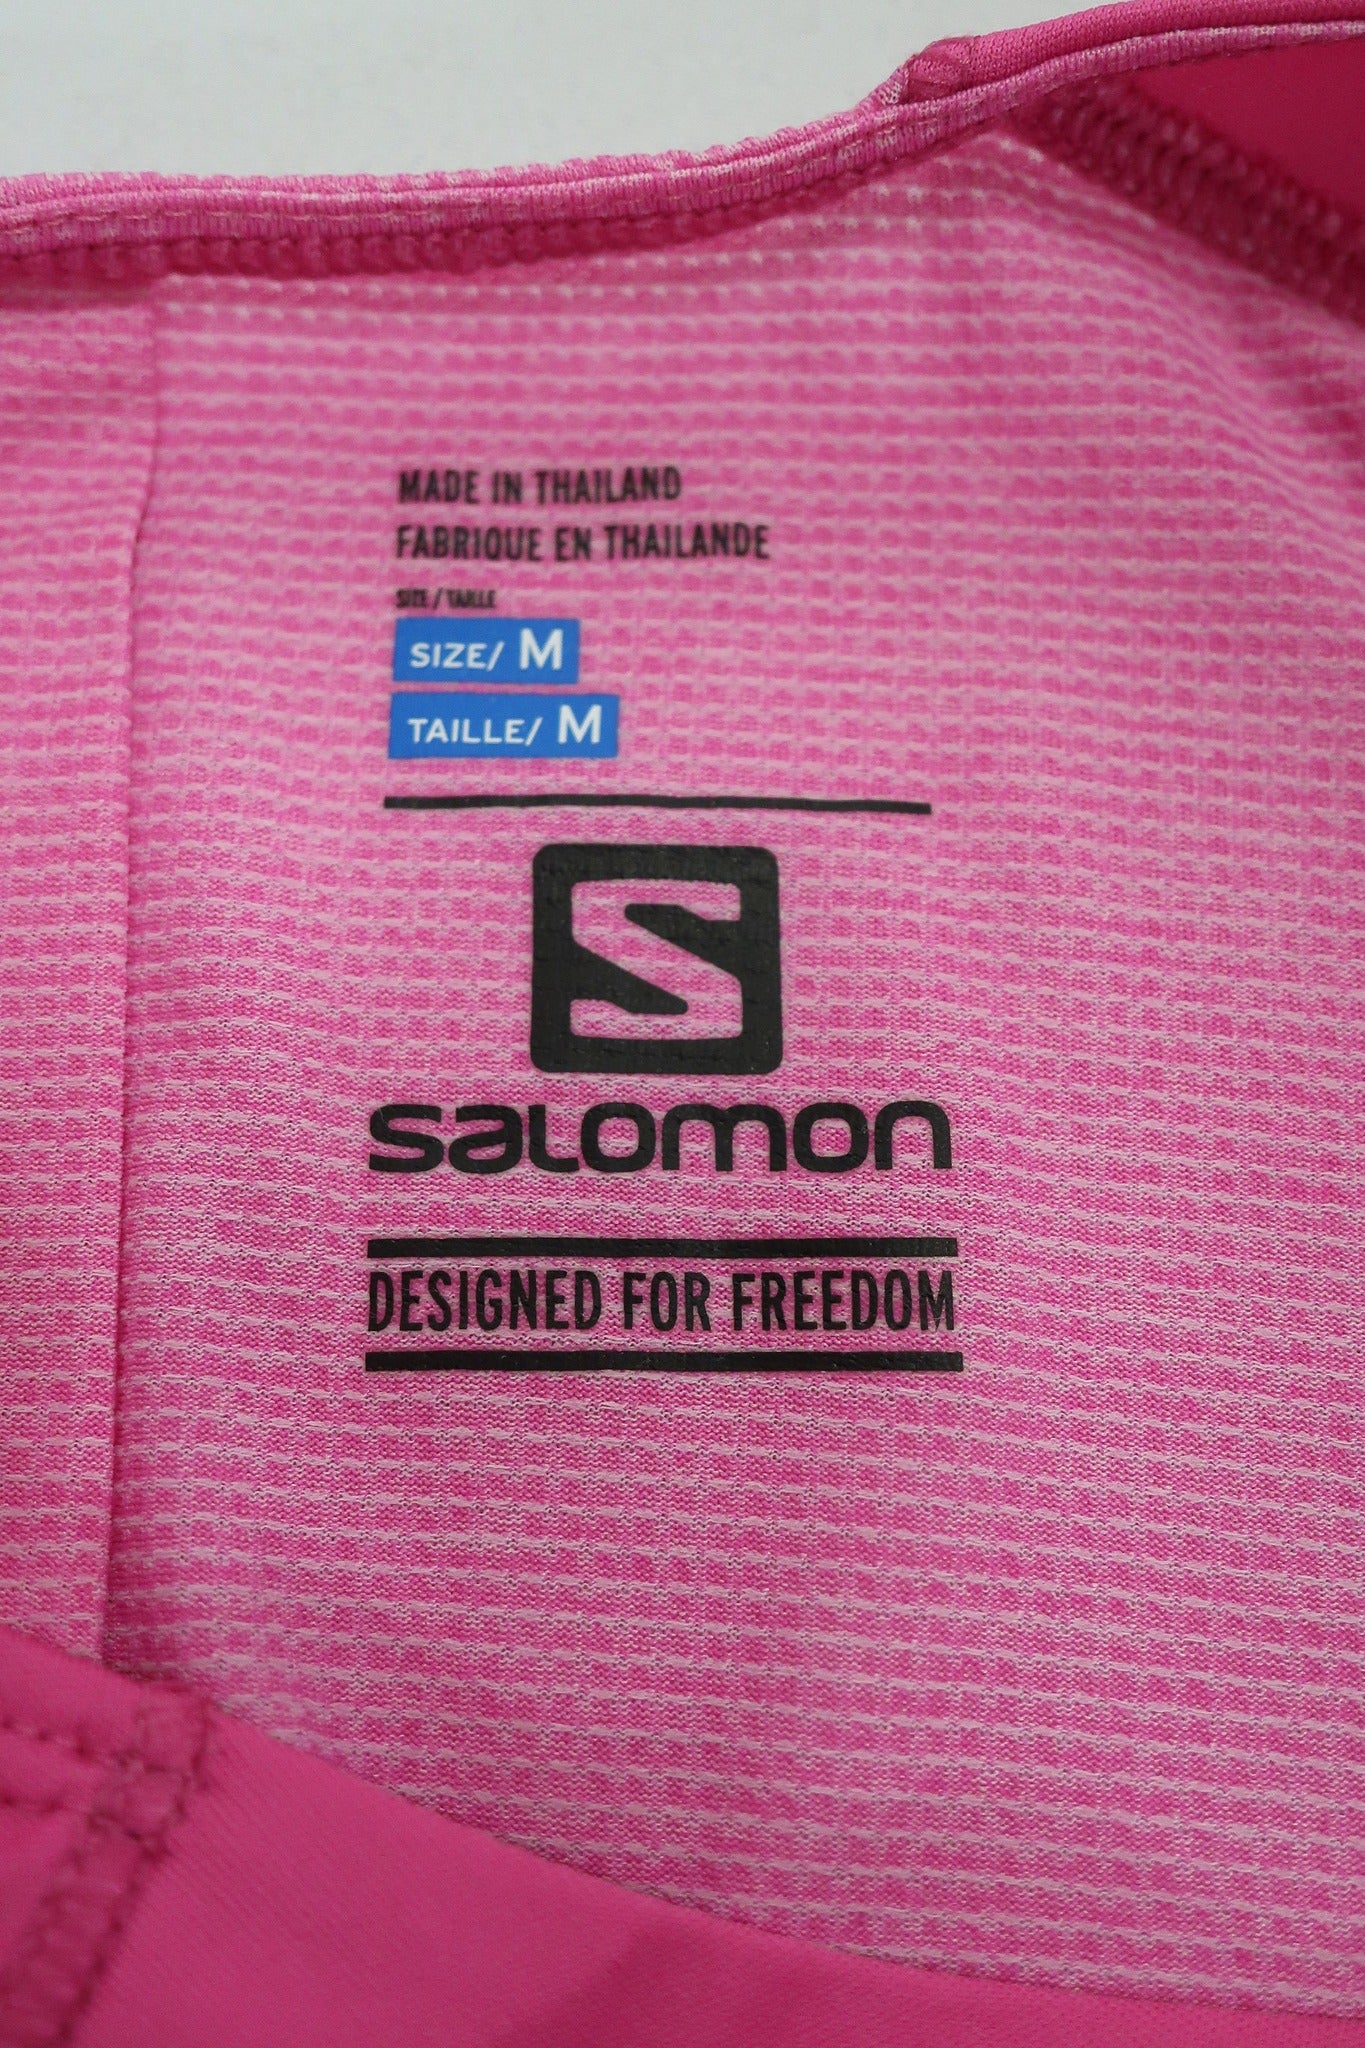 MADE IN THAILAND
FABRIQUE EN THAILANDE
SIZE / TAILLE
SIZE/ M
TAILLE/ M
S
SALOMON
DESIGNED FOR FREEDOM